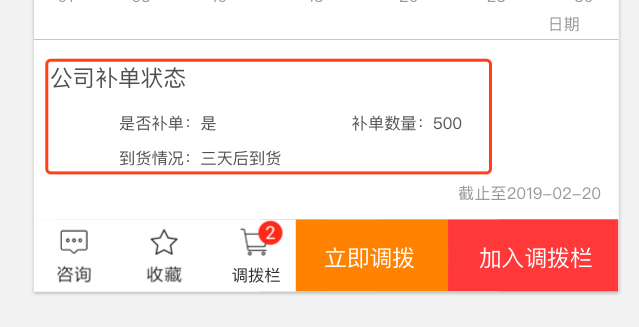 日期
公司补单状态
是否补单：是 补单数量：500
到货情况：三天后到货
截止至2019-02-20
咨询 收藏 2 调拨栏 立即调拨 加入调拨栏